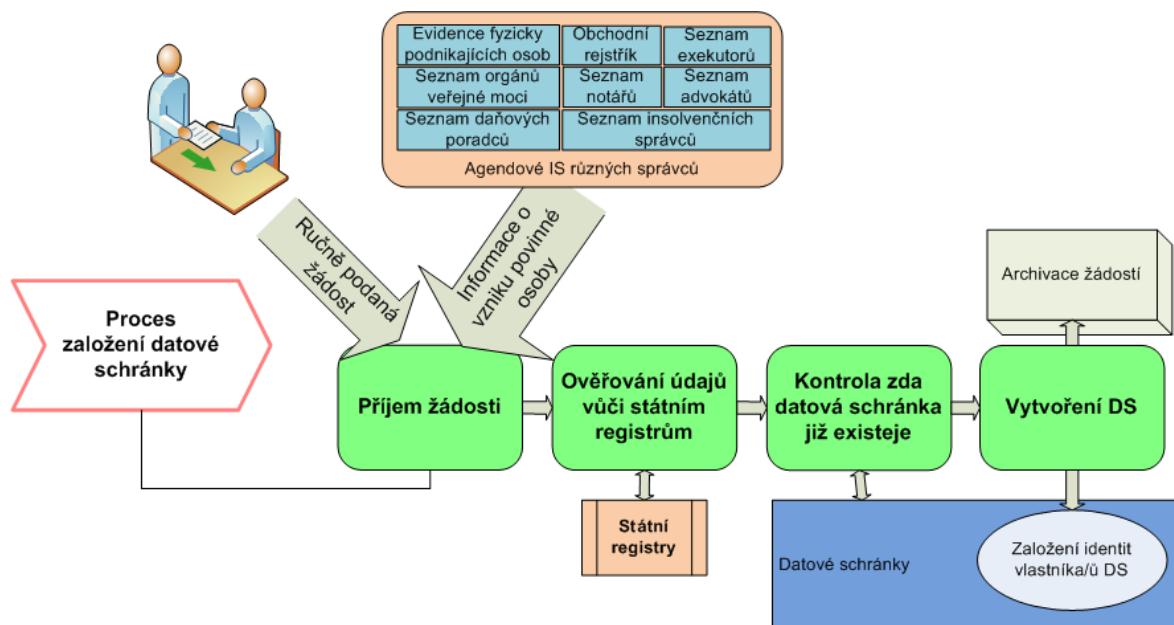 Evidence fyzicky
podnikajících osob
Obchodní
rejstřík
Seznam
exekutorů
Seznam orgánů
veřejné moci
Seznam
notářů
Seznam
advokátů
Seznam daňových
poradců
Seznam insolvenčních
správců
Agendové IS různých správců
Ručně podaná
žádost
Informace o
vzniku povinné
osoby
Archivace žádostí
Proces
založení datové
schránky
Příjem žádosti
Ověřování údajů
vůči státním
registrům
Kontrola zda
datová schránka
již existeje
Vytvoření DS
Státní
registry
Datové schránky
Založení identit
vlastníka/ů DS